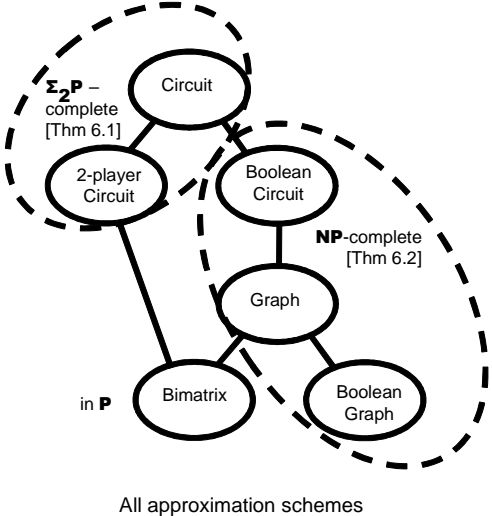 Circuit
Σ2P –
complete
[Thm 6.1]
2-player
Circuit
Boolean
Circuit
NP-complete
[Thm 6.2]
Graph
in P
Bimatrix
Boolean
Graph
All approximation schemes